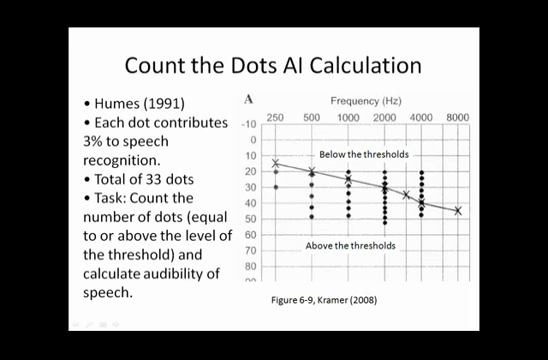 Count the Dots AI Calculation
• Humes (1991)
• Each dot contributes
3% to speech
recognition.
• Total of 33 dots
• Task: Count the
number of dots (equal
to or above the level of
the threshold) and
calculate audibility of
speech.
A
Frequency (Hz)
250 500 1000 2000 4000 8000
-10
0
10
20
30
40
50
60
70
80
Below the thresholds
Above the thresholds
Figure 6-9, Kramer (2008)